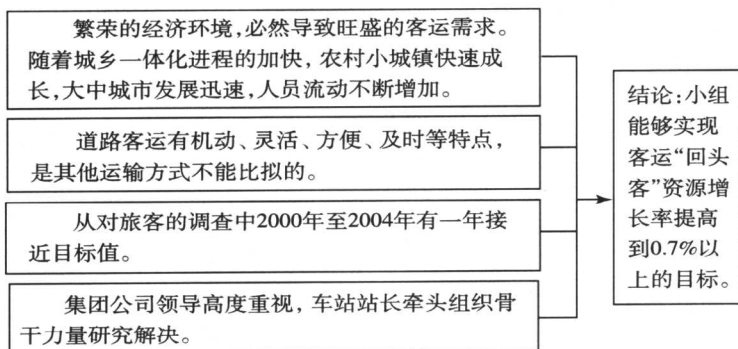 繁荣的经济环境,必然导致旺盛的客运需求。
随着城乡一体化进程的加快,农村小城镇快速成
长,大中城市发展迅速,人员流动不断增加。
道路客运有机动、灵活、方便、及时等特点,
是其他运输方式不能比拟的。
从对旅客的调查中2000年至2004年有一年接
近目标值。
集团公司领导高度重视,车站站长牵头组织骨
干力量研究解决。
结论:小组
能够实现
客运“回头
客”资源增
长率提高
到0.7%以
上的目标。